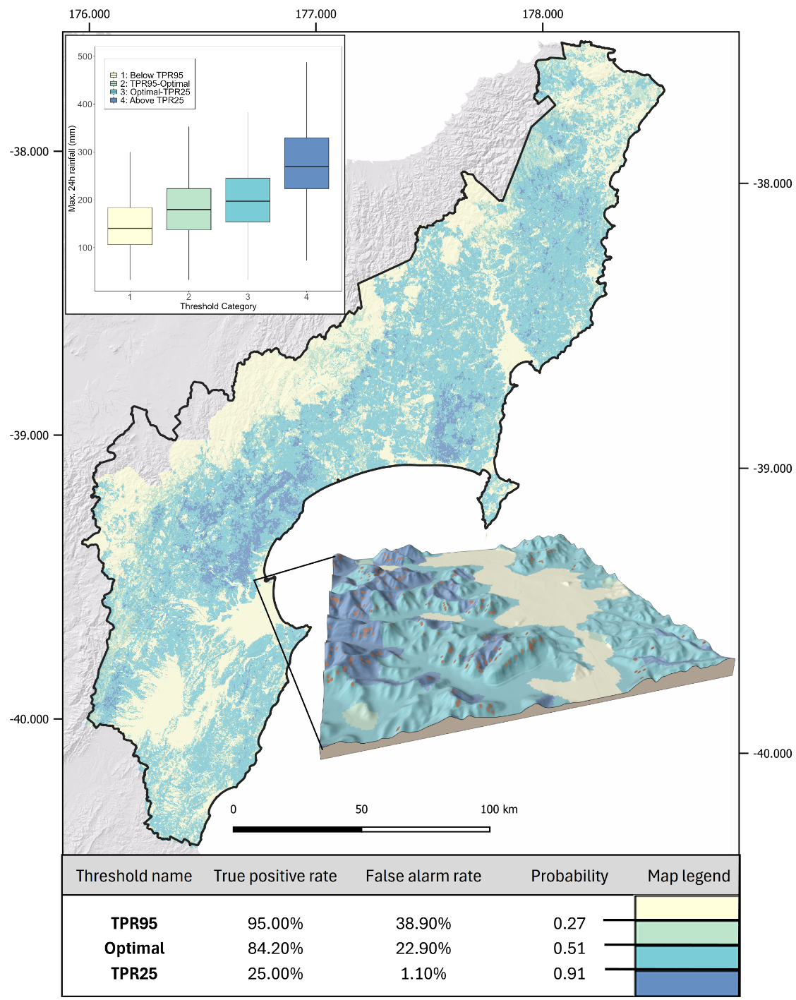 176.000 177.000 178.000
500
1: Below TPR95
2: TPR95-Optimal
3: Optimal-TPR25
4: Above TPR25
400
300
200
100
Max. 24h rainfall (mm)
1 2 3 4
Threshold Category
-38.000
-38.000
-39.000
-39.000
-40.000
-40.000
0 50 100 km
Threshold name True positive rate False alarm rate Probability Map legend
TPR95 95.00% 38.90% 0.27
Optimal 84.20% 22.90% 0.51
TPR25 25.00% 1.10% 0.91